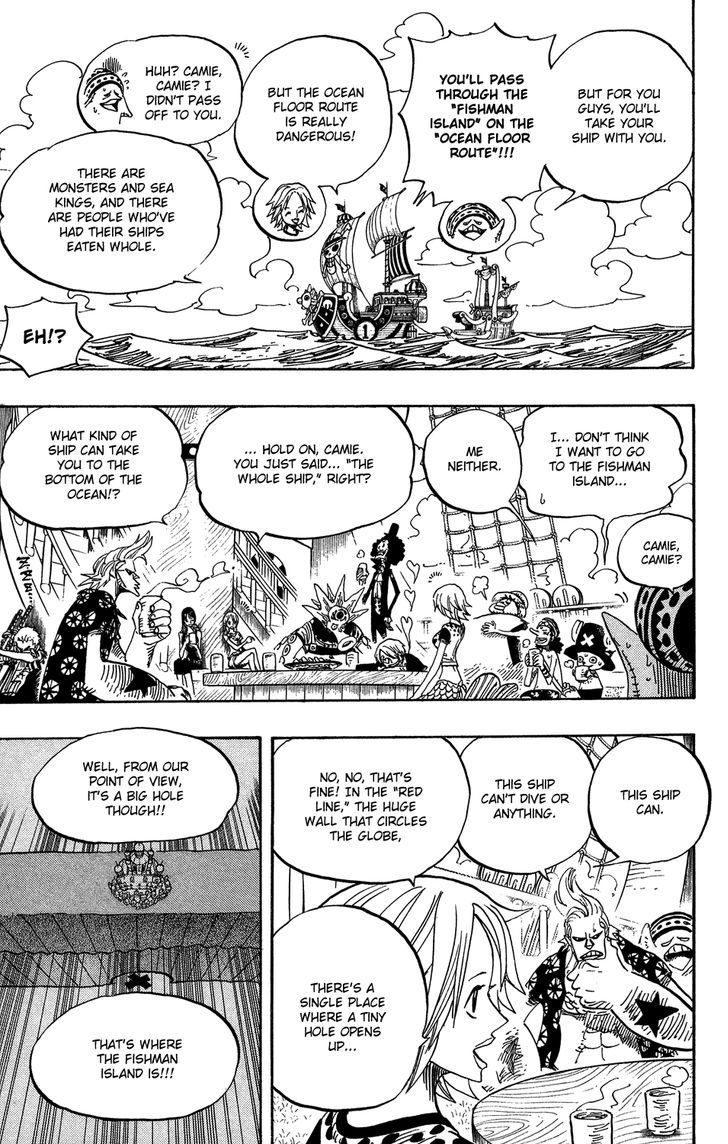 BUT FOR YOU
GUYS, YOU'LL
TAKE YOUR
SHIP WITH YOU.
YOU'LL PASS
THROUGH THE
"FISHMAN
ISLAND" ON THE
"OCEAN FLOOR
ROUTE"!!!
BUT THE OCEAN
FLOOR ROUTE
IS REALLY
DANGEROUS!
HUH? CAMIE,
CAMIE? I
DIDN'T PASS
OFF TO YOU.
THERE ARE
MONSTERS AND SEA
KINGS, AND THERE
ARE PEOPLE WHO'VE
HAD THEIR SHIPS
EATEN WHOLE.
EH!?
1
I... DON'T THINK
I WANT TO GO
TO THE FISHMAN
ISLAND...
CAMIE,
CAMIE?
ME
NEITHER.
... HOLD ON, CAMIE.
YOU JUST SAID... "THE
WHOLE SHIP," RIGHT?
WHAT KIND OF
SHIP CAN TAKE
YOU TO THE
BOTTOM OF THE
OCEAN!?
THIS SHIP
CAN.
THIS SHIP
CAN'T DIVE OR
ANYTHING.
NO, NO, THAT'S
FINE! IN THE "RED
LINE," THE HUGE
WALL THAT CIRCLES
THE GLOBE,
THERE'S A
SINGLE PLACE
WHERE A TINY
HOLE OPENS
UP...
WELL, FROM OUR
POINT OF VIEW,
IT'S A BIG HOLE
THOUGH!!
THAT'S WHERE
THE FISHMAN
ISLAND IS!!!